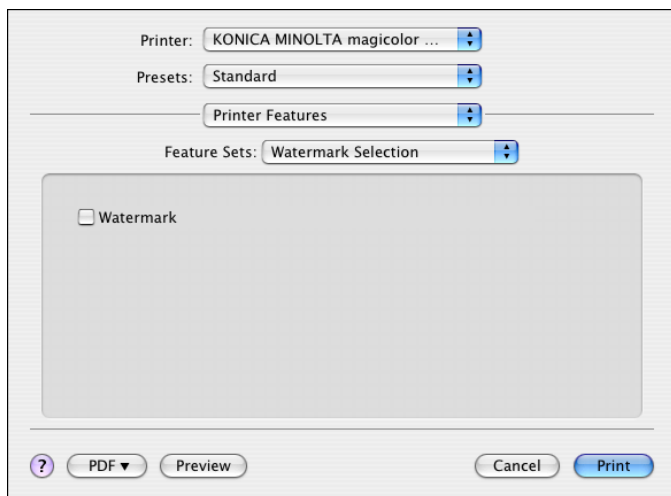 Printer: KONICA MINOLTA magicolor ...
Presets: Standard
Printer Features
Feature Sets: Watermark Selection
Watermark
? PDF ▼ Preview Cancel Print